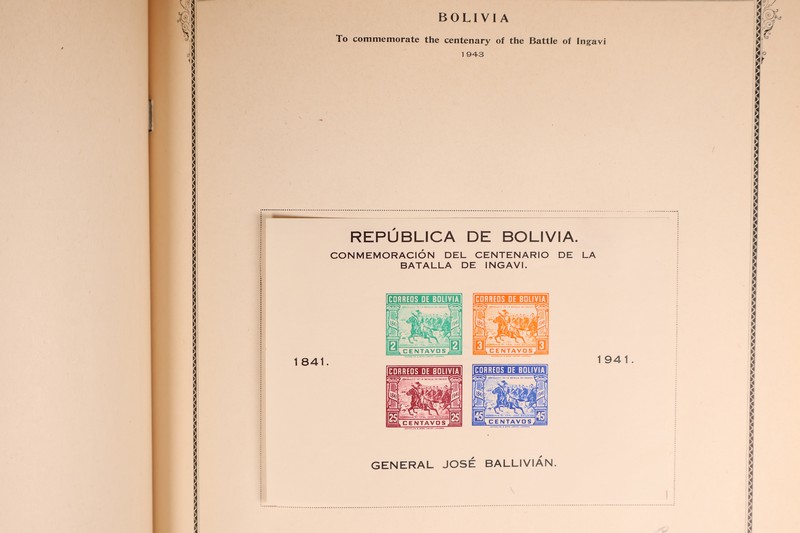 BOLIVIA
To commemorate the centenary of the Battle of Ingavi
1943
REPÚBLICA DE BOLIVIA.
CONMEMORACIÓN DEL CENTENARIO DE LA
BATALLA DE INGAVI.
CORREOS DE BOLIVIA
2 2
CENTAVOS
CORREOS DE BOLIVIA
3 3
CENTAVOS
1841.
1941.
CORREOS DE BOLIVIA
25 25
CENTAVOS
CORREOS DE BOLIVIA
45 45
CENTAVOS
GENERAL JOSÉ BALLIVIÁN.